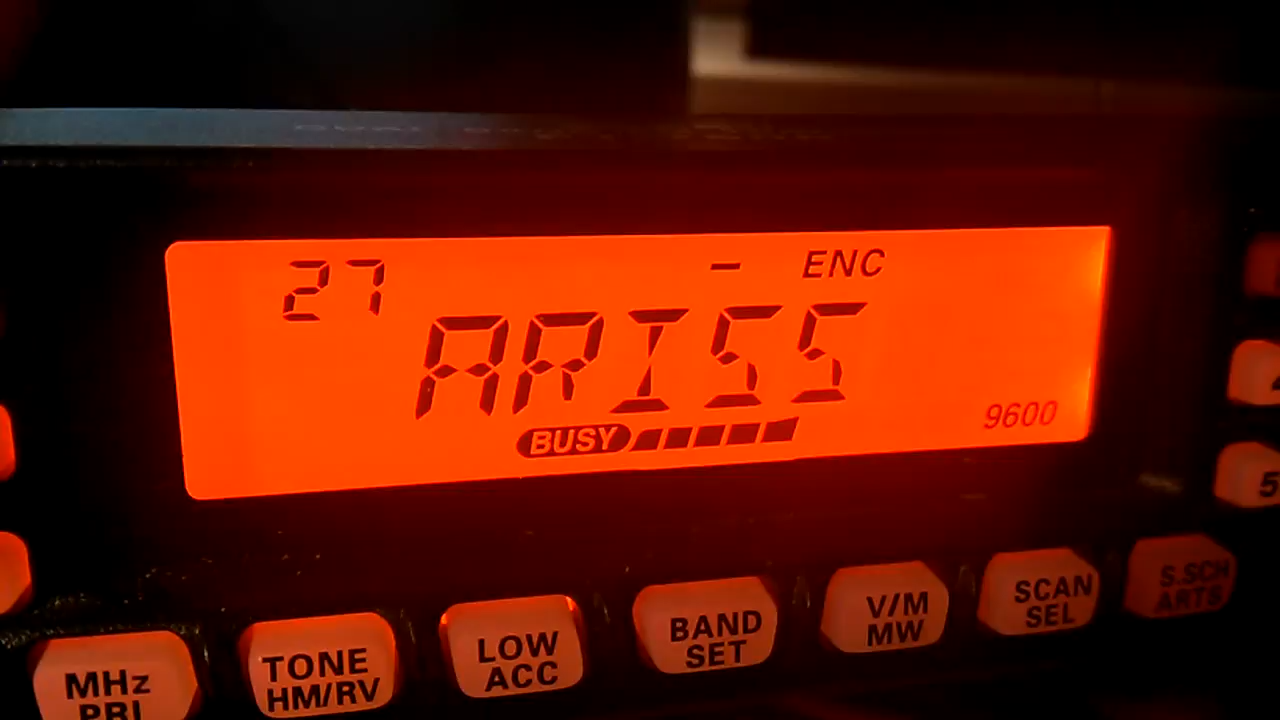 27 - ENC
ARISS
BUSY
9600
5
MHz
PRI
TONE
HM/RV
LOW
ACC
BAND
SET
V/M
MW
SCAN
SEL
S.SCH
ARTS